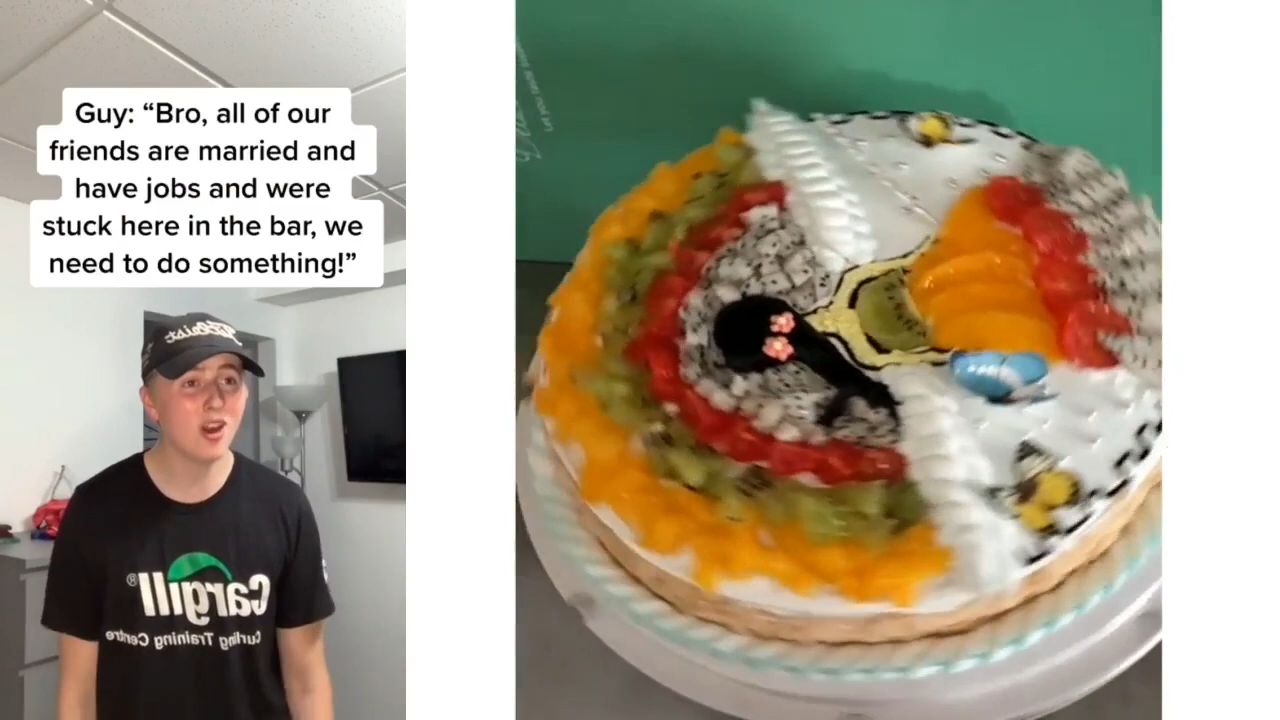 Guy: “Bro, all of our
friends are married and
have jobs and were
stuck here in the bar, we
need to do something!”
Titleist
Cargill®
Curling Training Centre